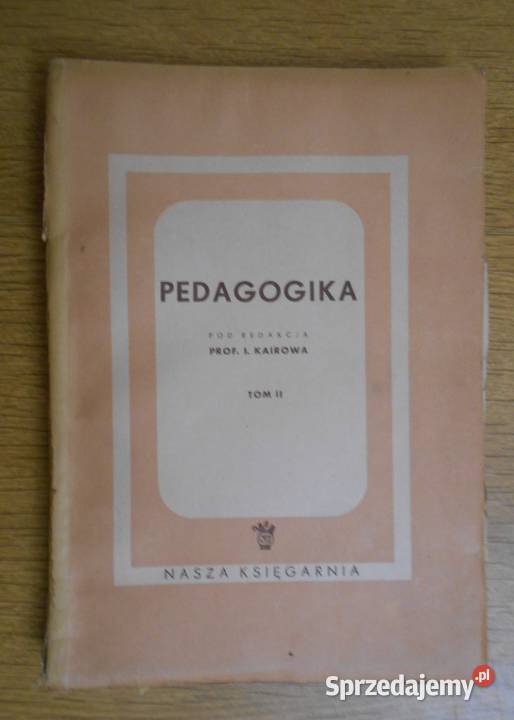 PEDAGOGIKA
POD REDAKCJĄ
PROF. I. KAIROWA
TOM II
NASZA KSIĘGARNIA
Sprzedajemy.pl